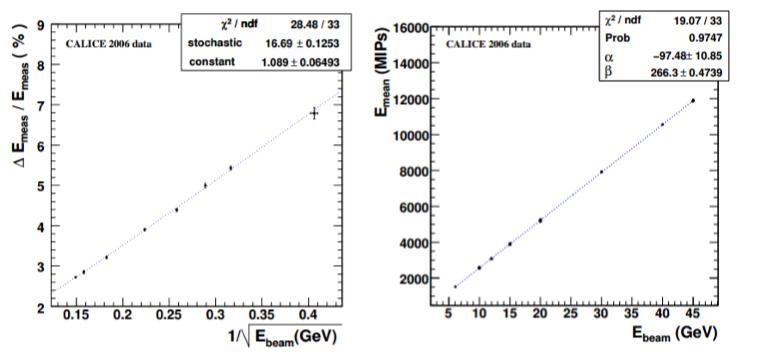 χ² / ndf 28.48 / 33
stochastic 16.69 ± 0.1253
constant 1.089 ± 0.06493
CALICE 2006 data
Δ E_meas / E_meas ( % )
9
8
7
6
5
4
3
2
0.15 0.2 0.25 0.3 0.35 0.4
1/√E_beam(GeV)
χ² / ndf 19.07 / 33
Prob 0.9747
α -97.48± 10.85
β 266.3 ± 0.4739
CALICE 2006 data
E_mean (MIPs)
16000
14000
12000
10000
8000
6000
4000
2000
5 10 15 20 25 30 35 40 45
E_beam (GeV)